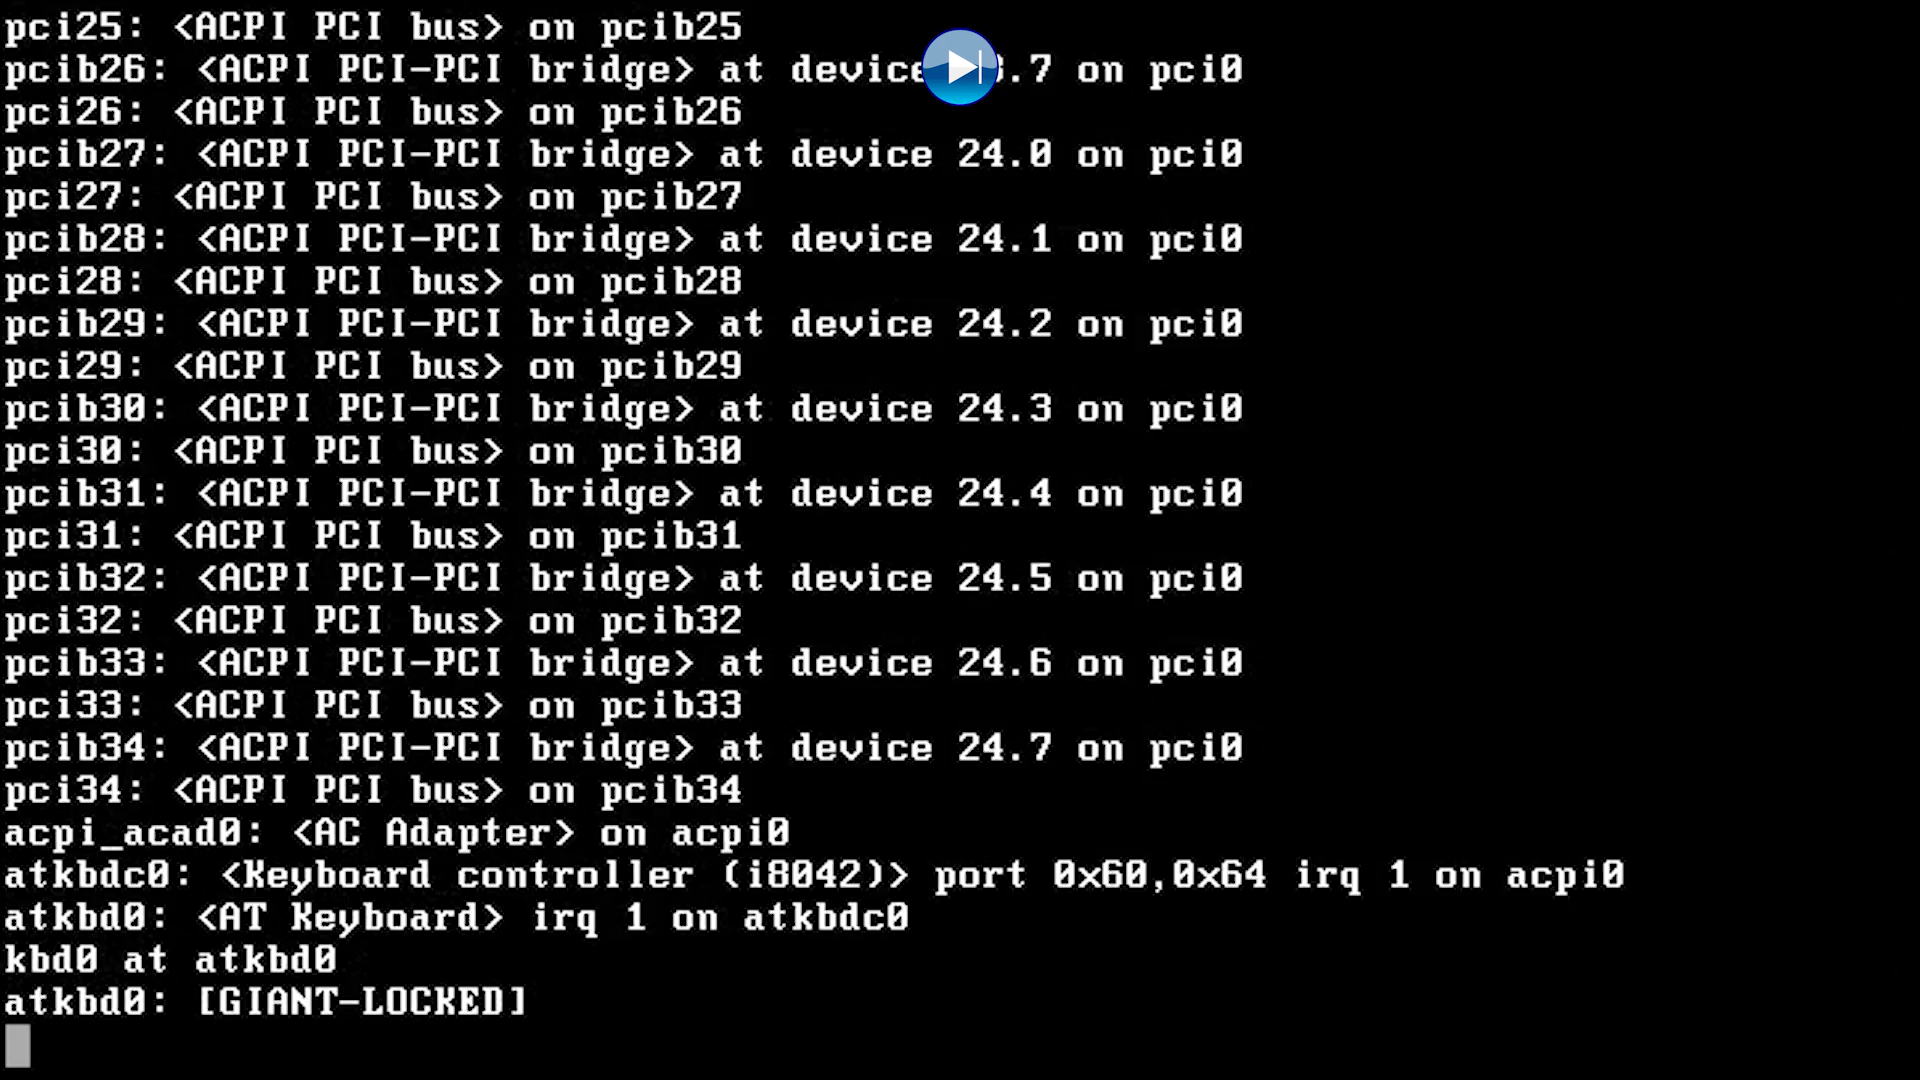 pci25: <ACPI PCI bus> on pcib25
pcib26: <ACPI PCI-PCI bridge> at device .7 on pci0
pci26: <ACPI PCI bus> on pcib26
pcib27: <ACPI PCI-PCI bridge> at device 24.0 on pci0
pci27: <ACPI PCI bus> on pcib27
pcib28: <ACPI PCI-PCI bridge> at device 24.1 on pci0
pci28: <ACPI PCI bus> on pcib28
pcib29: <ACPI PCI-PCI bridge> at device 24.2 on pci0
pci29: <ACPI PCI bus> on pcib29
pcib30: <ACPI PCI-PCI bridge> at device 24.3 on pci0
pci30: <ACPI PCI bus> on pcib30
pcib31: <ACPI PCI-PCI bridge> at device 24.4 on pci0
pci31: <ACPI PCI bus> on pcib31
pcib32: <ACPI PCI-PCI bridge> at device 24.5 on pci0
pci32: <ACPI PCI bus> on pcib32
pcib33: <ACPI PCI-PCI bridge> at device 24.6 on pci0
pci33: <ACPI PCI bus> on pcib33
pcib34: <ACPI PCI-PCI bridge> at device 24.7 on pci0
pci34: <ACPI PCI bus> on pcib34
acpi_acad0: <AC Adapter> on acpi0
atkbdc0: <Keyboard controller (i8042)> port 0x60,0x64 irq 1 on acpi0
atkbd0: <AT Keyboard> irq 1 on atkbdc0
kbd0 at atkbd0
atkbd0: [GIANT-LOCKED]